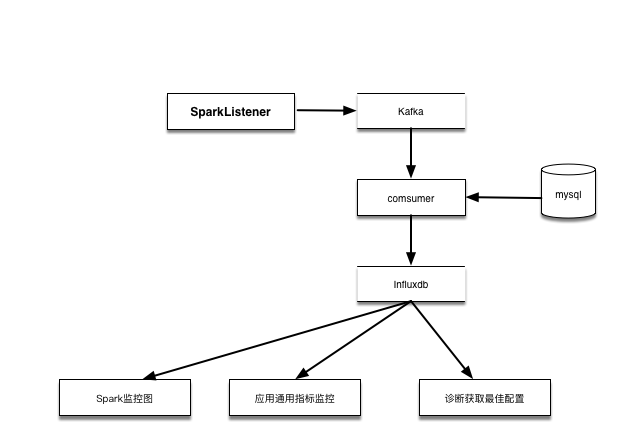 SparkListener
Kafka
comsumer
mysql
Influxdb
Spark监控图
应用通用指标监控
诊断获取最佳配置